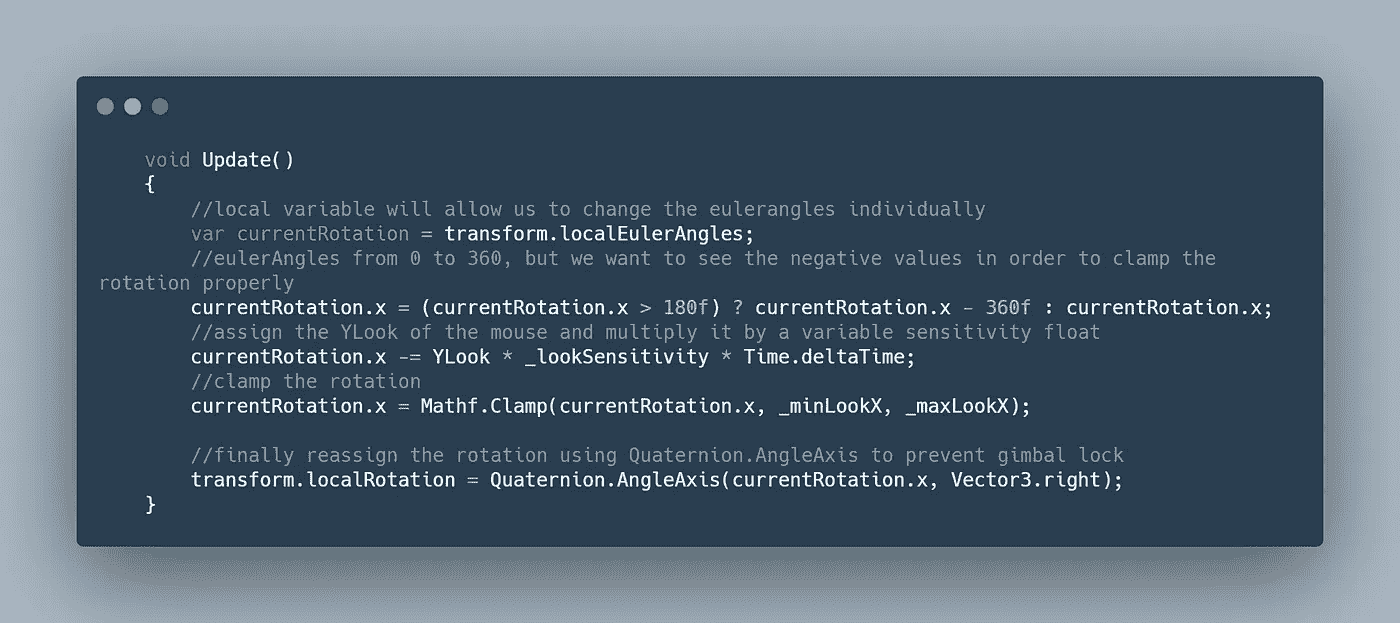 void Update()
{
//local variable will allow us to change the eulerangles individually
var currentRotation = transform.localEulerAngles;
//eulerAngles from 0 to 360, but we want to see the negative values in order to clamp the
rotation properly
currentRotation.x = (currentRotation.x > 180f) ? currentRotation.x - 360f : currentRotation.x;
//assign the YLook of the mouse and multiply it by a variable sensitivity float
currentRotation.x -= YLook * _lookSensitivity * Time.deltaTime;
//clamp the rotation
currentRotation.x = Mathf.Clamp(currentRotation.x, _minLookX, _maxLookX);
//finally reassign the rotation using Quaternion.AngleAxis to prevent gimbal lock
transform.localRotation = Quaternion.AngleAxis(currentRotation.x, Vector3.right);
}